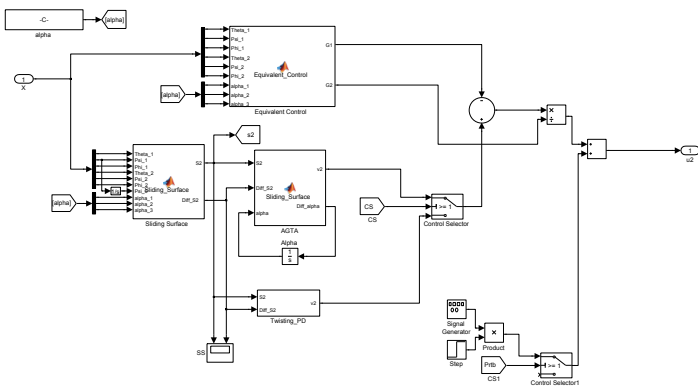 -C-
[alpha]
alpha
1
X
Theta_1
Psi_1
Phi_1
Theta_2
Psi_2
Phi_2
alpha_1
alpha_2
alpha_3
Equivalent_Control
G1
G2
Equivalent Control
[alpha]
s2
Theta_1
Psi_1
Phi_1
Theta_2
Psi_2
Phi_2
alpha_1
alpha_2
alpha_3
Sliding_Surface
S2
Diff_S2
Sliding Surface
[alpha]
S2
Diff_S2
alpha
Sliding_Surface
v2
Diff_alpha
AGTA
Alpha
1
s
CS
CS
>= 1
Control Selector
S2
Diff_S2
v2
Twisting_PD
SS
Signal
Generator
Step
×
Product
Prtb
CS1
>= 1
Control Selector1
-
+
×
÷
+
+
1
u2